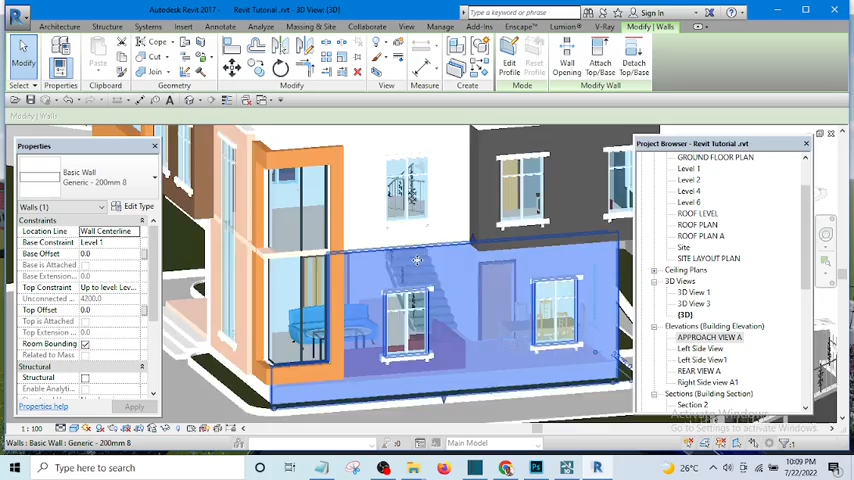 Autodesk Revit 2017 - Revit Tutorial .rvt - 3D View: {3D}
Type a keyword or phrase
Sign In
Architecture Structure Systems Insert Annotate Analyze Massing & Site Collaborate View Manage Add-Ins Enscape™ Lumion® V-Ray Modify | Walls
Modify
Properties
Paste
Cope
Cut
Join
Edit Profile
Reset Profile
Wall Opening
Attach Top/Base
Detach Top/Base
Select
Clipboard
Geometry
Modify
View
Measure
Create
Mode
Modify Wall
Modify | Walls
Properties
Basic Wall
Generic - 200mm 8
Walls (1)
Edit Type
Constraints
Location Line Wall Centerline
Base Constraint Level 1
Base Offset 0.0
Base is Attached
Base Extension...
Top Constraint Up to level: Lev...
Unconnected ... 4200.0
Top Offset 0.0
Top is Attached
Top Extension ...
Room Bounding
Related to Mass
Structural
Structural
Properties help
Apply
Project Browser - Revit Tutorial .rvt
GROUND FLOOR PLAN
Level 1
Level 2
Level 4
Level 6
ROOF LEVEL
ROOF PLAN A
Site
SITE LAYOUT PLAN
Ceiling Plans
3D Views
3D View 1
3D View 3
{3D}
Elevations (Building Elevation)
APPROACH VIEW A
Left Side View
Left Side View1
REAR VIEW A
Right Side view A1
Sections (Building Section)
Section 2
Activate Windows
Go to Settings to activate Windows.
1 : 100
Walls : Basic Wall : Generic - 200mm 8
:0
Main Model
:1
Type here to search
26°C
10:09 PM
7/22/2022